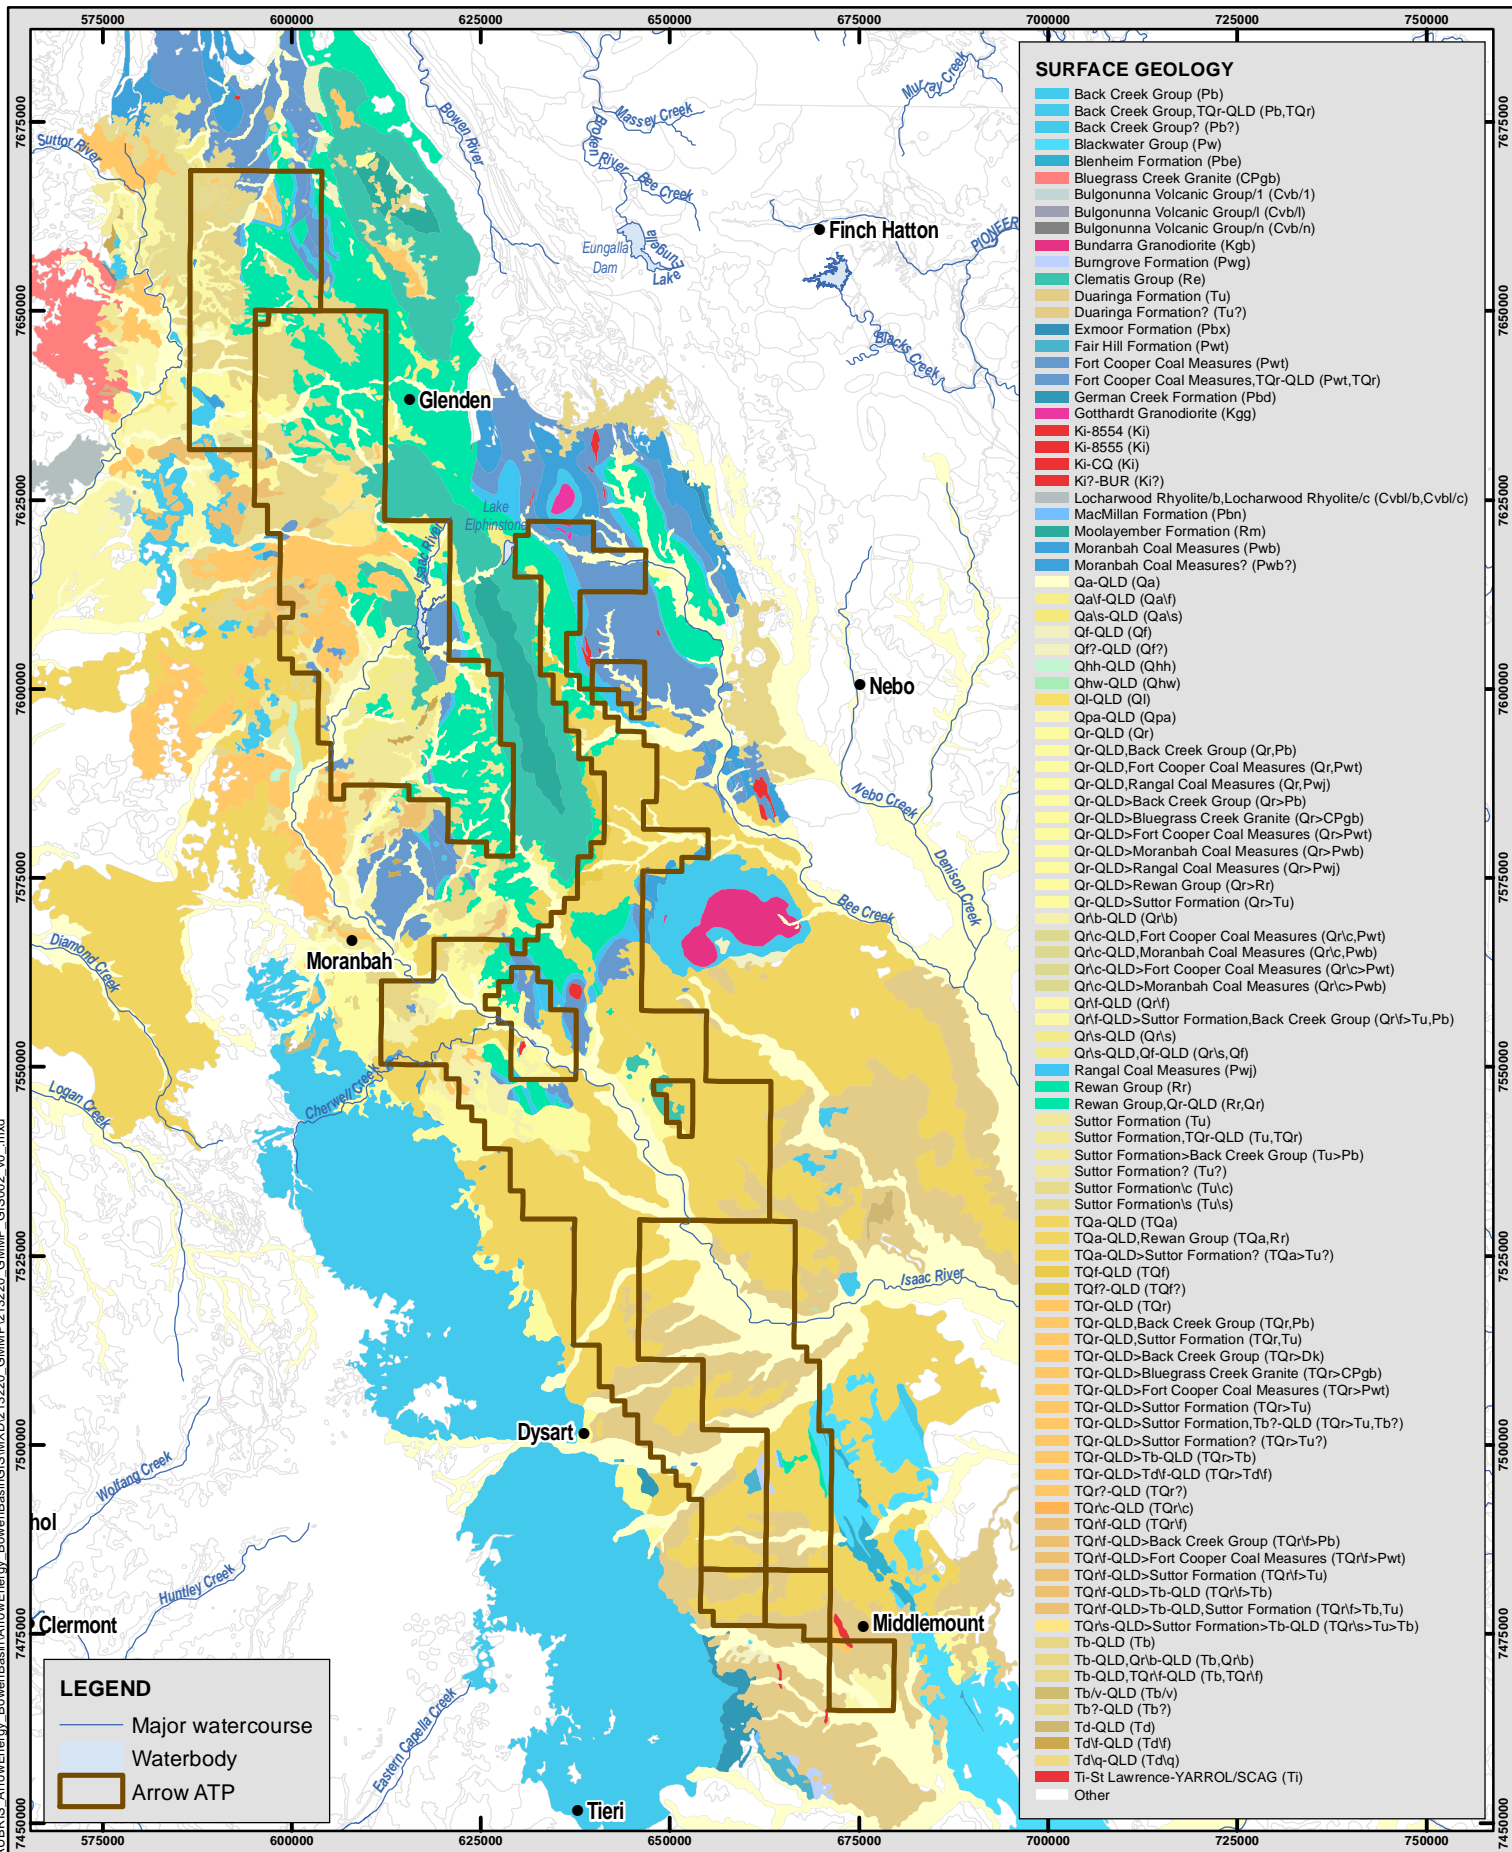 575000 600000 625000 650000 675000 700000 725000 750000
SURFACE GEOLOGY
Back Creek Group (Pb)
Back Creek Group,TQr-QLD (Pb,TQr)
Back Creek Group? (Pb?)
Blackwater Group (Pw)
Blenheim Formation (Pbe)
Bluegrass Creek Granite (CPgb)
Bulgonunna Volcanic Group/1 (Cvb/1)
Bulgonunna Volcanic Group/l (Cvb/l)
Bulgonunna Volcanic Group/n (Cvb/n)
Bundarra Granodiorite (Kgb)
Burngrove Formation (Pwg)
Clematis Group (Re)
Duaringa Formation (Tu)
Duaringa Formation? (Tu?)
Exmoor Formation (Pbx)
Fair Hill Formation (Pwt)
Fort Cooper Coal Measures (Pwt)
Fort Cooper Coal Measures,TQr-QLD (Pwt,TQr)
German Creek Formation (Pbd)
Gotthardt Granodiorite (Kgg)
Ki-8554 (Ki)
Ki-8555 (Ki)
Ki-CQ (Ki)
Ki?-BUR (Ki?)
Locharwood Rhyolite/b,Locharwood Rhyolite/c (Cvbl/b,Cvbl/c)
MacMillan Formation (Pbn)
Moolayember Formation (Rm)
Moranbah Coal Measures (Pwb)
Moranbah Coal Measures? (Pwb?)
Qa-QLD (Qa)
Qa\f-QLD (Qa\f)
Qa\s-QLD (Qa\s)
Qf-QLD (Qf)
Qf?-QLD (Qf?)
Qhh-QLD (Qhh)
Qhw-QLD (Qhw)
Ql-QLD (Ql)
Qpa-QLD (Qpa)
Qr-QLD (Qr)
Qr-QLD,Back Creek Group (Qr,Pb)
Qr-QLD,Fort Cooper Coal Measures (Qr,Pwt)
Qr-QLD,Rangal Coal Measures (Qr,Pwj)
Qr-QLD>Back Creek Group (Qr>Pb)
Qr-QLD>Bluegrass Creek Granite (Qr>CPgb)
Qr-QLD>Fort Cooper Coal Measures (Qr>Pwt)
Qr-QLD>Moranbah Coal Measures (Qr>Pwb)
Qr-QLD>Rangal Coal Measures (Qr>Pwj)
Qr-QLD>Rewan Group (Qr>Rr)
Qr-QLD>Suttor Formation (Qr>Tu)
Qr\b-QLD (Qr\b)
Qr\c-QLD,Fort Cooper Coal Measures (Qr\c,Pwt)
Qr\c-QLD,Moranbah Coal Measures (Qr\c,Pwb)
Qr\c-QLD>Fort Cooper Coal Measures (Qr\c>Pwt)
Qr\c-QLD>Moranbah Coal Measures (Qr\c>Pwb)
Qr\f-QLD (Qr\f)
Qr\f-QLD>Suttor Formation,Back Creek Group (Qr\f>Tu,Pb)
Qr\s-QLD (Qr\s)
Qr\s-QLD,Qf-QLD (Qr\s,Qf)
Rangal Coal Measures (Pwj)
Rewan Group (Rr)
Rewan Group,Qr-QLD (Rr,Qr)
Suttor Formation (Tu)
Suttor Formation,TQr-QLD (Tu,TQr)
Suttor Formation>Back Creek Group (Tu>Pb)
Suttor Formation? (Tu?)
Suttor Formation\c (Tu\c)
Suttor Formation\s (Tu\s)
TQa-QLD (TQa)
TQa-QLD,Rewan Group (TQa,Rr)
TQa-QLD>Suttor Formation? (TQa>Tu?)
TQf-QLD (TQf)
TQf?-QLD (TQf?)
TQr-QLD (TQr)
TQr-QLD,Back Creek Group (TQr,Pb)
TQr-QLD,Suttor Formation (TQr,Tu)
TQr-QLD>Back Creek Group (TQr>Dk)
TQr-QLD>Bluegrass Creek Granite (TQr>CPgb)
TQr-QLD>Fort Cooper Coal Measures (TQr>Pwt)
TQr-QLD>Suttor Formation (TQr>Tu)
TQr-QLD>Suttor Formation,Tb?-QLD (TQr>Tu,Tb?)
TQr-QLD>Suttor Formation? (TQr>Tu?)
TQr-QLD>Tb-QLD (TQr>Tb)
TQr-QLD>Td\f-QLD (TQr>Td\f)
TQr?-QLD (TQr?)
TQr\c-QLD (TQr\c)
TQr\f-QLD (TQr\f)
TQr\f-QLD>Back Creek Group (TQr\f>Pb)
TQr\f-QLD>Fort Cooper Coal Measures (TQr\f>Pwt)
TQr\f-QLD>Suttor Formation (TQr\f>Tu)
TQr\f-QLD>Tb-QLD (TQr\f>Tb)
TQr\f-QLD>Tb-QLD,Suttor Formation (TQr\f>Tb,Tu)
TQr\s-QLD>Suttor Formation>Tb-QLD (TQr\s>Tu>Tb)
Tb-QLD (Tb)
Tb-QLD,Qr\b-QLD (Tb,Qr\b)
Tb-QLD,TQr\f-QLD (Tb,TQr\f)
Tb/v-QLD (Tb/v)
Tb?-QLD (Tb?)
Td-QLD (Td)
Td\f-QLD (Td\f)
Td\q-QLD (Td\q)
Ti-St Lawrence-YARROL/SCAG (Ti)
Other
Suttor River
Bowen River
Massey Creek
Broken River
Bee Creek
Murray Creek
Eungella Dam
Eungella Lake
Finch Hatton
PIONEER
Blacks Creek
Glenden
Lake Elphinstone
Isaac River
Nebo
Nebo Creek
Denison Creek
Bee Creek
Diamond Creek
Moranbah
Logan Creek
Cherwell Creek
Isaac River
Dysart
Wolfang Creek
hol
Huntley Creek
Clermont
Middlemount
Eastern Capella Creek
Tieri
LEGEND
Major watercourse
Waterbody
Arrow ATP
7675000 7650000 7625000 7600000 7575000 7550000 7525000 7500000 7475000 7450000
7675000 7650000 7625000 7600000 7575000 7550000 7525000 7500000 7475000 7450000
575000 600000 625000 650000 675000 700000 725000 750000